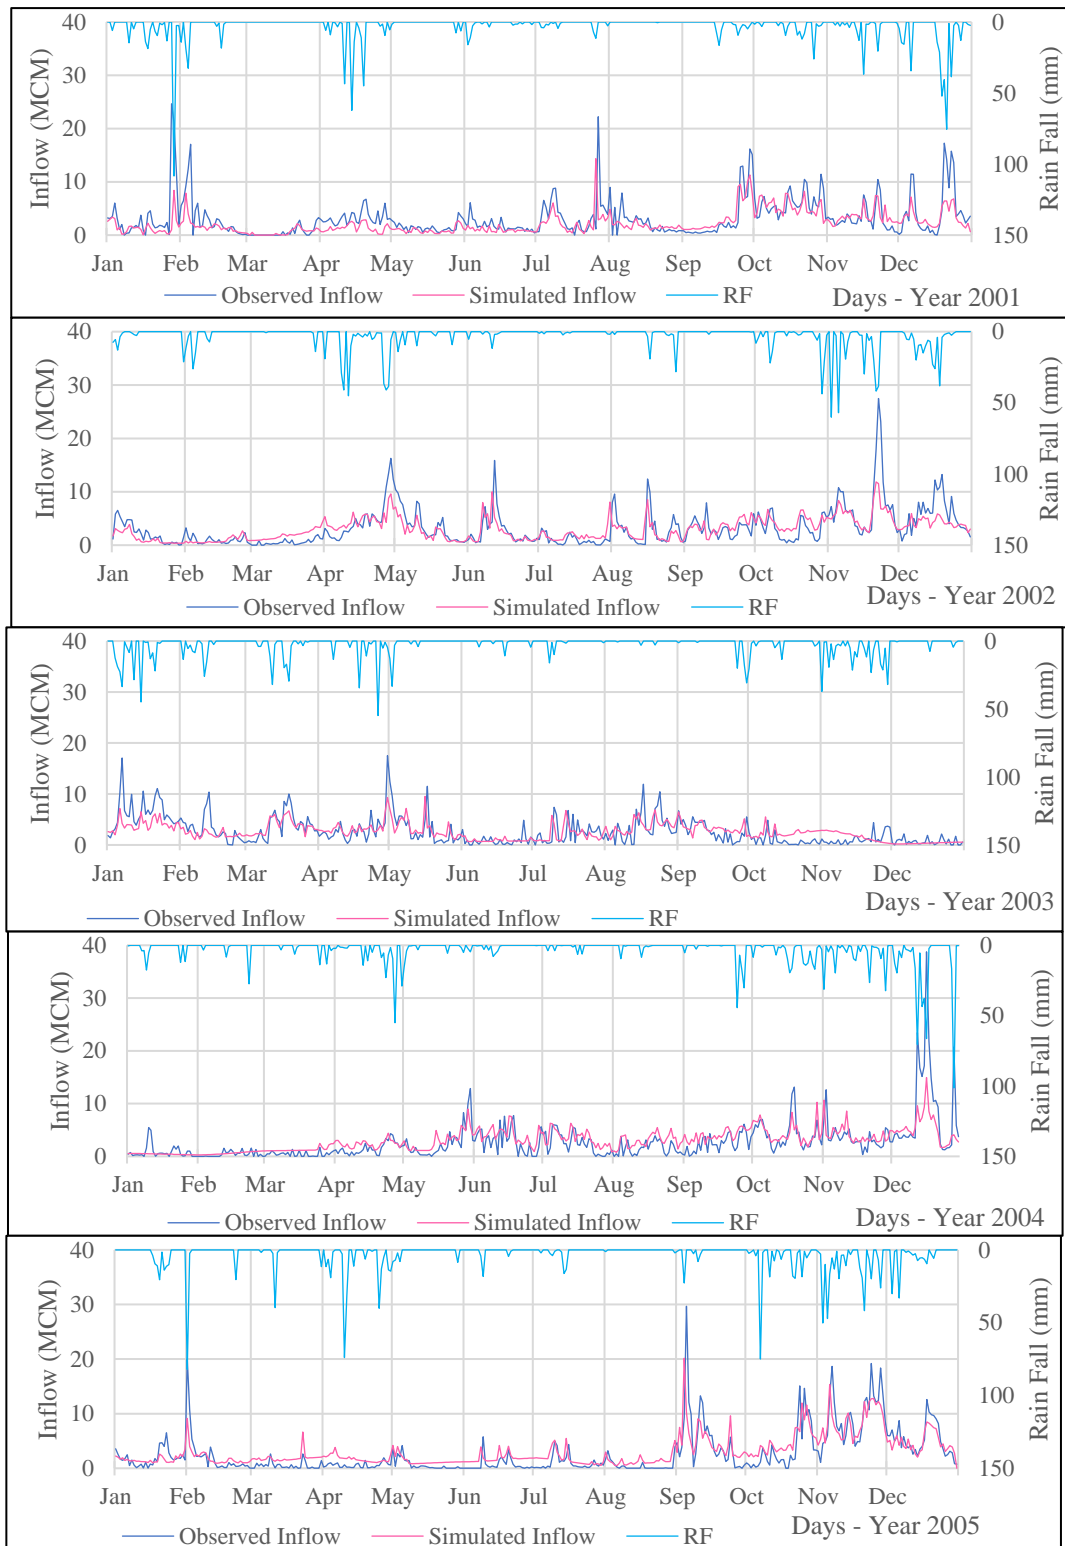 40 0
30 50
20
10 100
0 150
Inflow (MCM)
Rain Fall (mm)
Jan Feb Mar Apr May Jun Jul Aug Sep Oct Nov Dec
Observed Inflow Simulated Inflow RF
Days - Year 2001
40 0
30 50
20
10 100
0 150
Inflow (MCM)
Rain Fall (mm)
Jan Feb Mar Apr May Jun Jul Aug Sep Oct Nov Dec
Observed Inflow Simulated Inflow RF
Days - Year 2002
40 0
30 50
20
10 100
0 150
Inflow (MCM)
Rain Fall (mm)
Jan Feb Mar Apr May Jun Jul Aug Sep Oct Nov Dec
Observed Inflow Simulated Inflow RF
Days - Year 2003
40 0
30 50
20
10 100
0 150
Inflow (MCM)
Rain Fall (mm)
Jan Feb Mar Apr May Jun Jul Aug Sep Oct Nov Dec
Observed Inflow Simulated Inflow RF
Days - Year 2004
40 0
30 50
20
10 100
0 150
Inflow (MCM)
Rain Fall (mm)
Jan Feb Mar Apr May Jun Jul Aug Sep Oct Nov Dec
Observed Inflow Simulated Inflow RF
Days - Year 2005